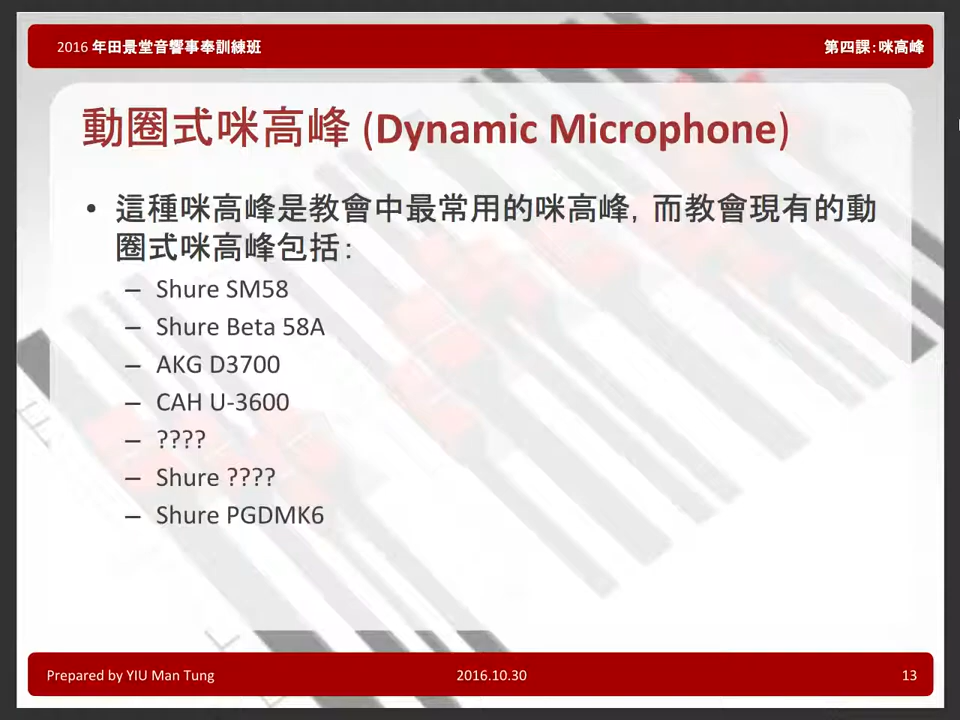 2016 年田景堂音響事奉訓練班
第四課：咪高峰
動圈式咪高峰 (Dynamic Microphone)
• 這種咪高峰是教會中最常用的咪高峰，而教會現有的動
圈式咪高峰包括：
– Shure SM58
– Shure Beta 58A
– AKG D3700
– CAH U-3600
– ????
– Shure ????
– Shure PGDMK6
Prepared by YIU Man Tung
2016.10.30
13